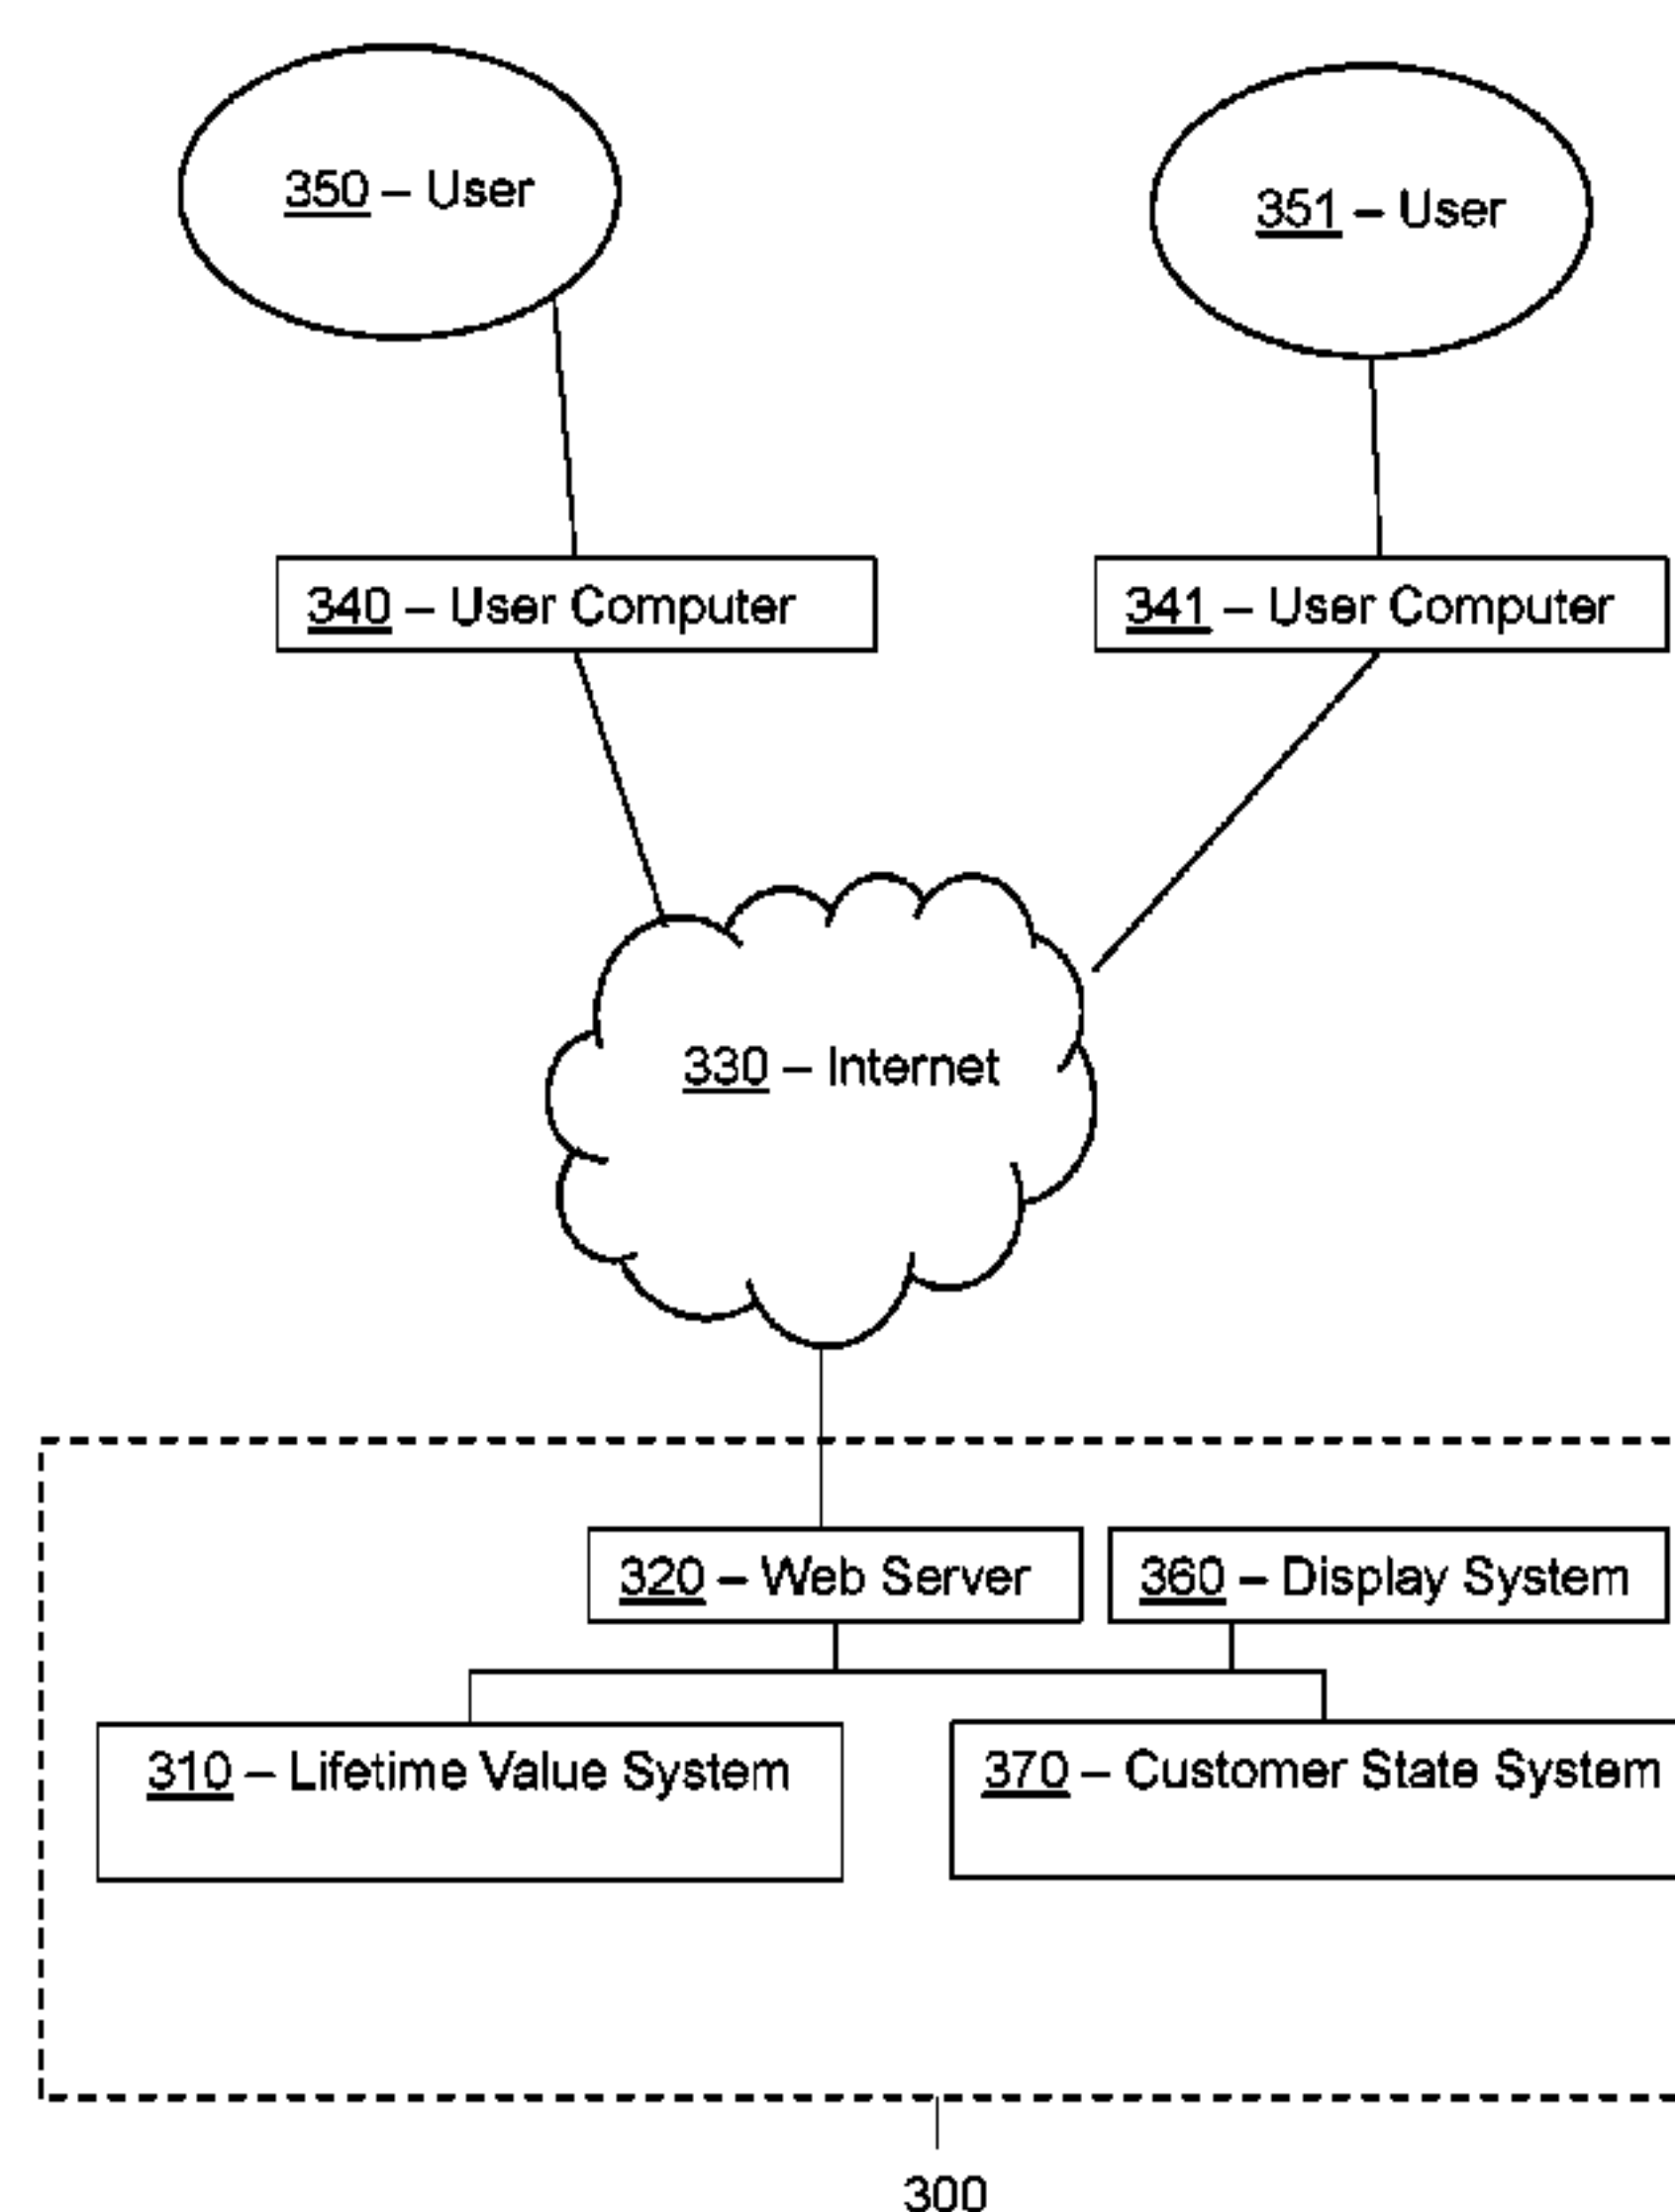 350 – User
351 – User
340 – User Computer
341 – User Computer
330 – Internet
320 – Web Server
360 – Display System
310 – Lifetime Value System
370 – Customer State System
300